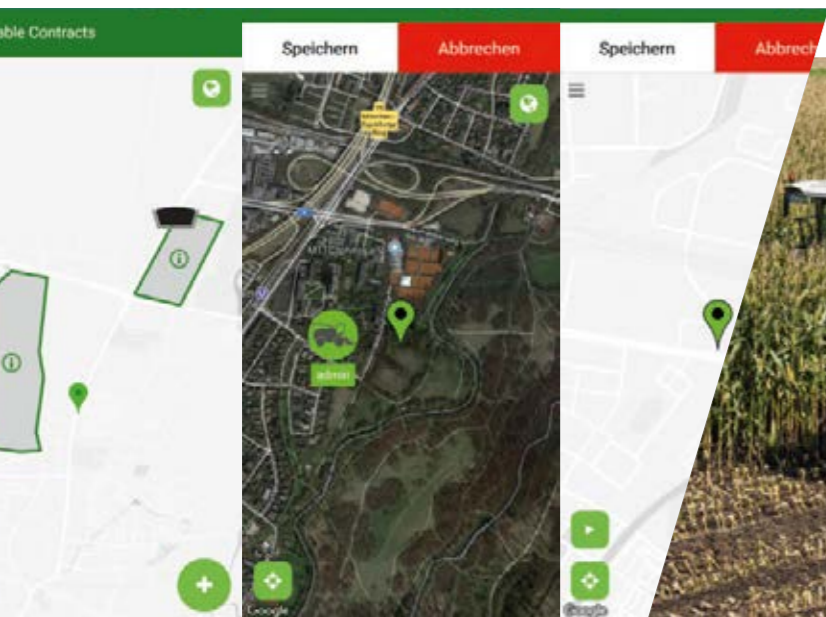 able Contracts
Speichern
Abbrechen
admin
Google
Speichern
Abbrech
Google